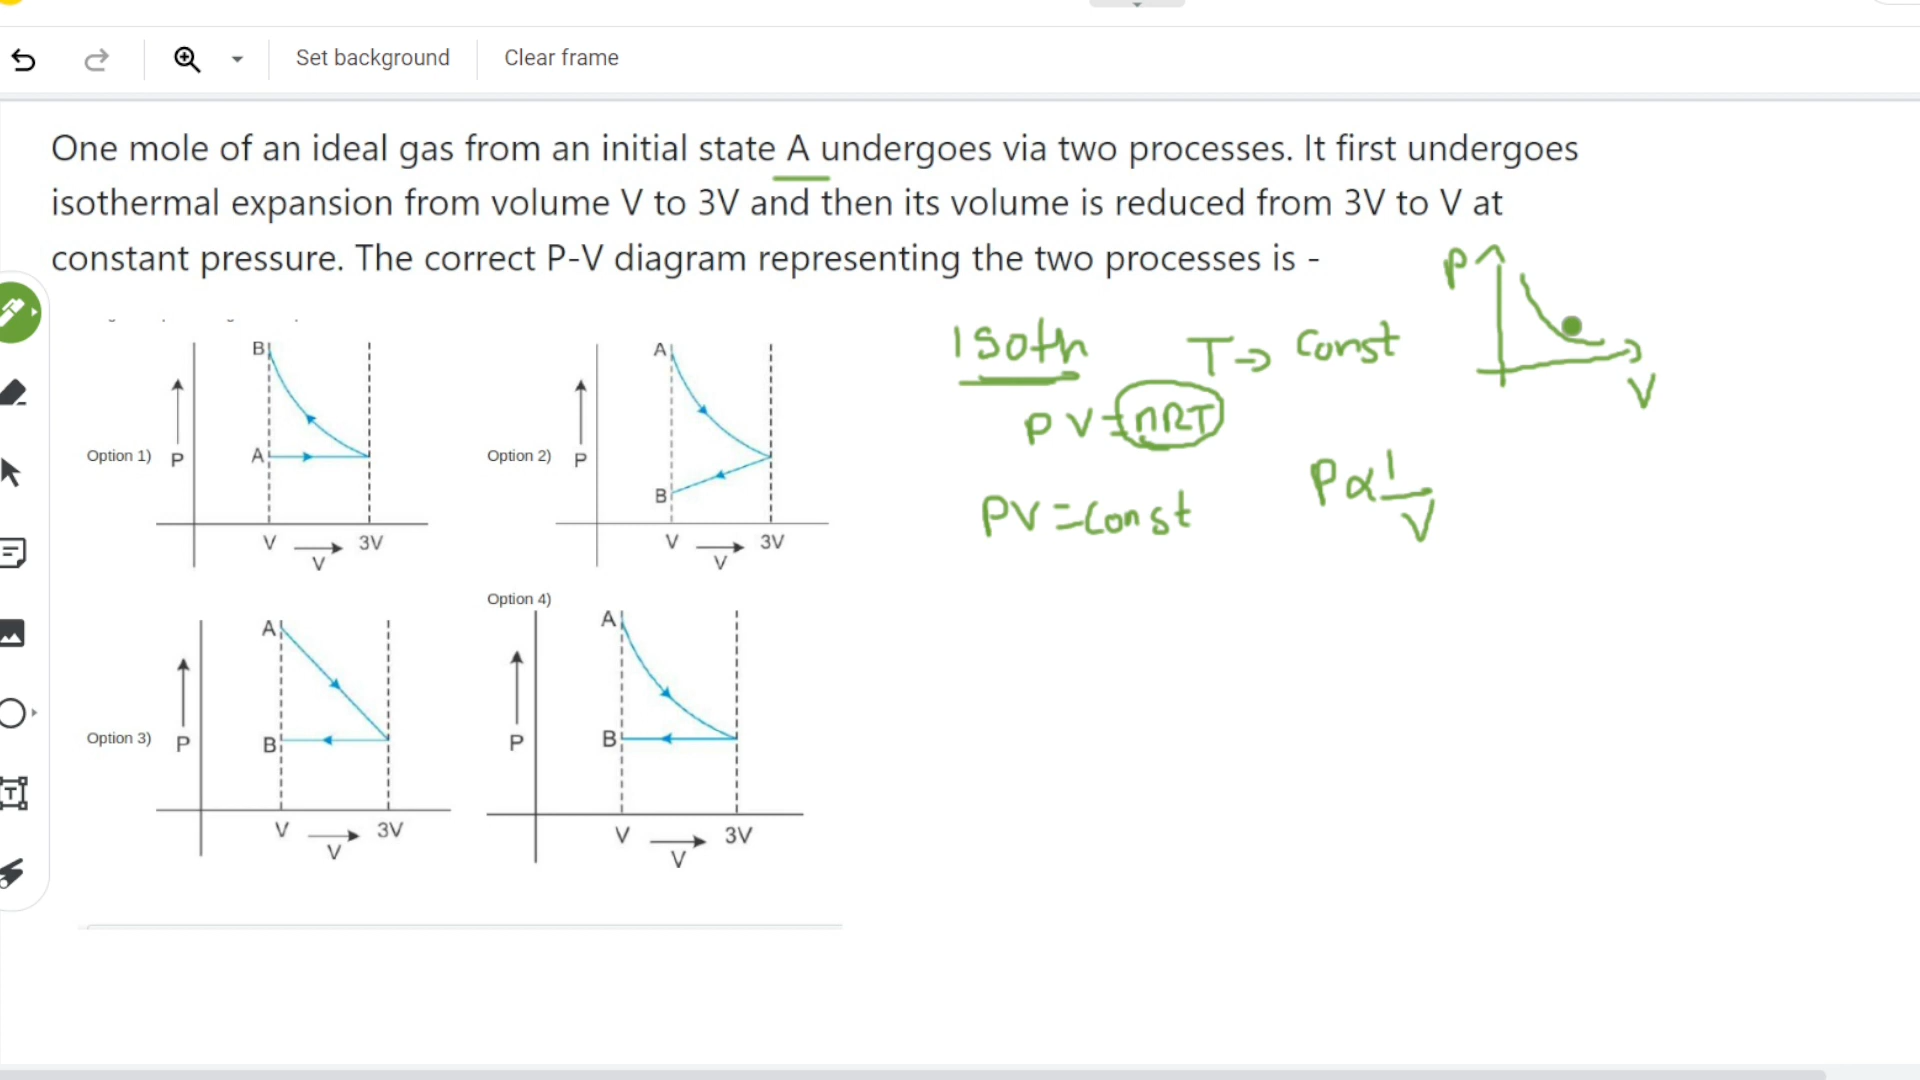 Set background
Clear frame
One mole of an ideal gas from an initial state A undergoes via two processes. It first undergoes
isothermal expansion from volume V to 3V and then its volume is reduced from 3V to V at
constant pressure. The correct P-V diagram representing the two processes is -
P
V
Isoth
T → Const
PV = nRT
PV = Const
P ∝ 1/V
Option 1)
P
B
A
V
3V
V
Option 2)
P
A
B
V
3V
V
Option 3)
P
A
B
V
3V
V
Option 4)
P
A
B
V
3V
V